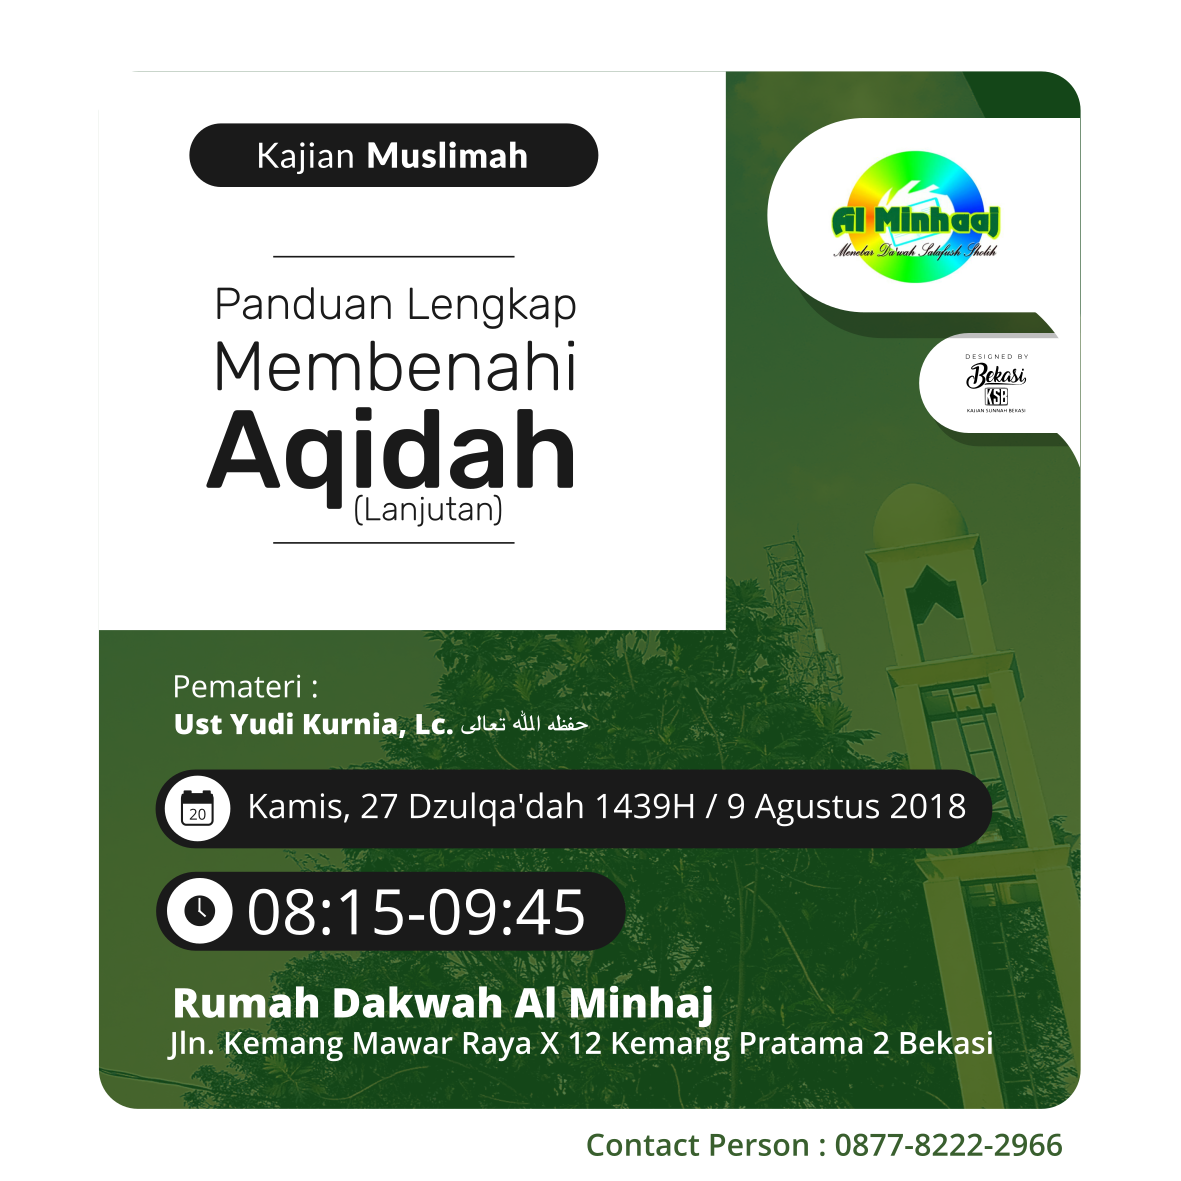 Kajian Muslimah
Al Minhaaj
Menebar Da'wah Salafush Sholih
Panduan Lengkap
Membenahi
Aqidah
(Lanjutan)
DESIGNED BY
Bekasi
KSB
KAJIAN SUNNAH BEKASI
Pemateri :
Ust Yudi Kurnia, Lc. حفظه الله تعالى
20
Kamis, 27 Dzulqa'dah 1439H / 9 Agustus 2018
08:15-09:45
Rumah Dakwah Al Minhaj
Jln. Kemang Mawar Raya X 12 Kemang Pratama 2 Bekasi
Contact Person : 0877-8222-2966